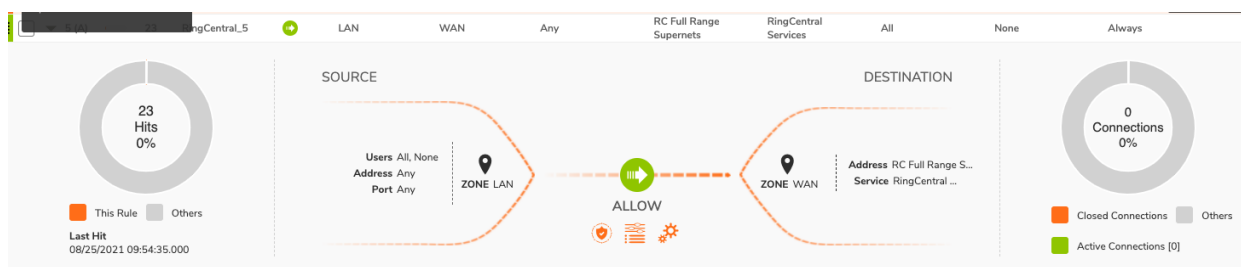 5 (A) 23 RingCentral_5 LAN WAN Any RC Full Range Supernets RingCentral Services All None Always
SOURCE
DESTINATION
23
Hits
0%
Users All, None
Address Any
Port Any
ZONE LAN
ALLOW
ZONE WAN
Address RC Full Range S...
Service RingCentral ...
0
Connections
0%
This Rule Others
Last Hit
08/25/2021 09:54:35.000
Closed Connections Others
Active Connections [0]